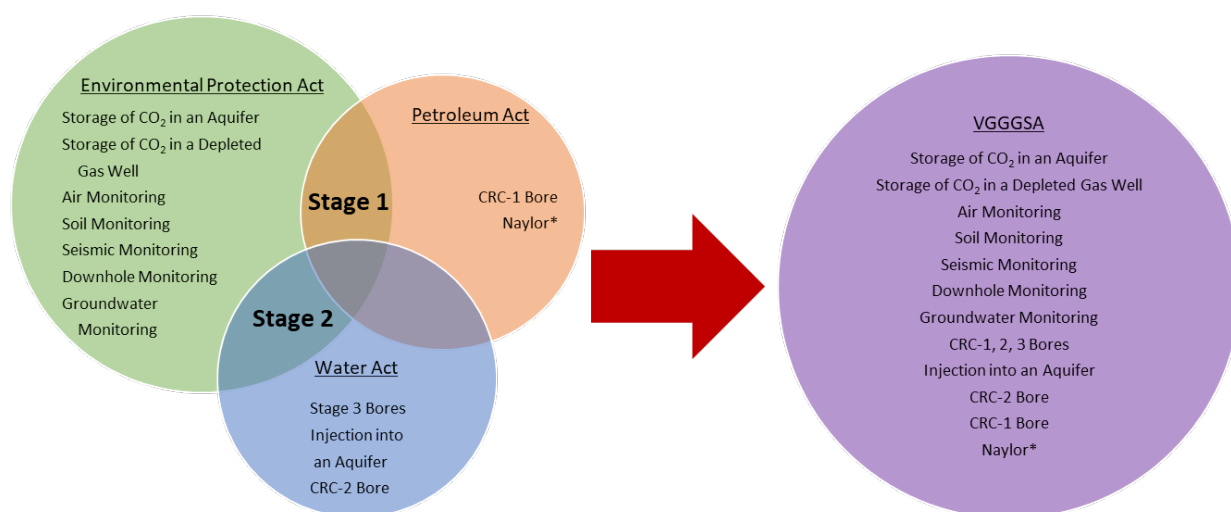 Environmental Protection Act
Storage of CO₂ in an Aquifer
Storage of CO₂ in a Depleted
Gas Well
Air Monitoring
Soil Monitoring
Seismic Monitoring
Downhole Monitoring
Groundwater
Monitoring
Stage 1
Petroleum Act
CRC-1 Bore
Naylor*
Stage 2
Water Act
Stage 3 Bores
Injection into
an Aquifer
CRC-2 Bore
VGGGSA
Storage of CO₂ in an Aquifer
Storage of CO₂ in a Depleted Gas Well
Air Monitoring
Soil Monitoring
Seismic Monitoring
Downhole Monitoring
Groundwater Monitoring
CRC-1, 2, 3 Bores
Injection into an Aquifer
CRC-2 Bore
CRC-1 Bore
Naylor*